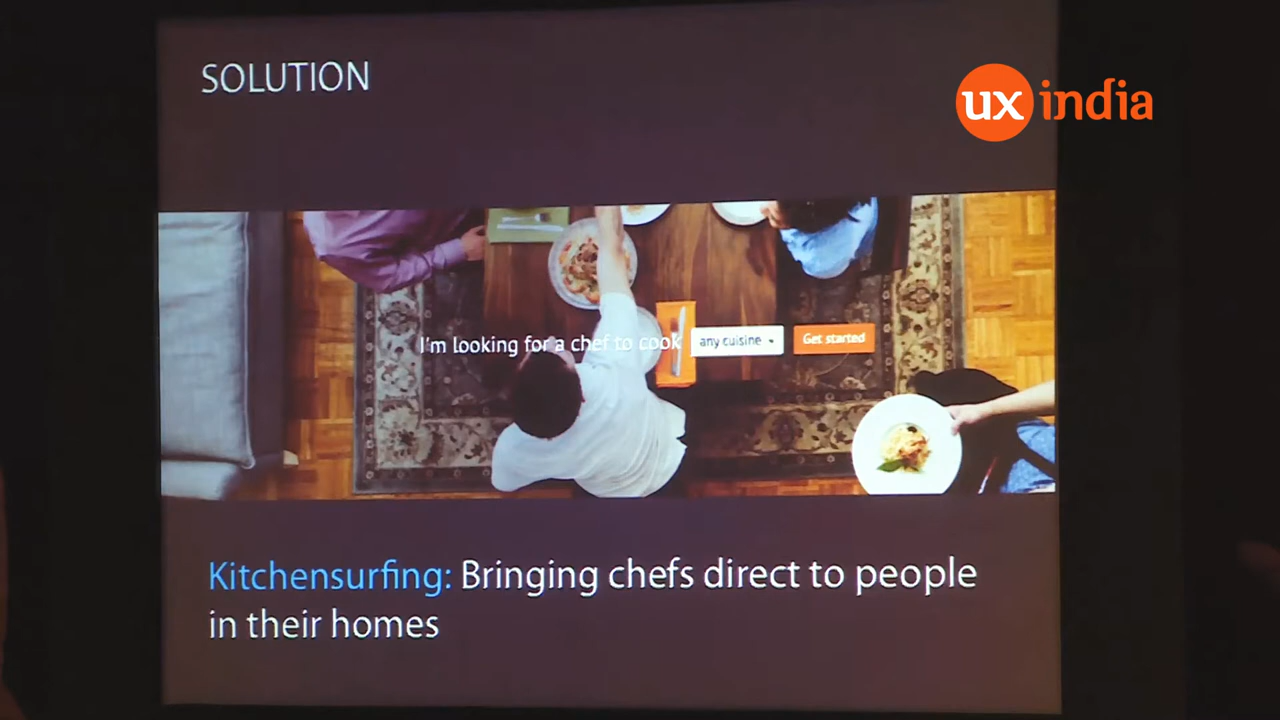 SOLUTION
ux india
I'm looking for a chef to cook any cuisine Get started
Kitchensurfing: Bringing chefs direct to people
in their homes